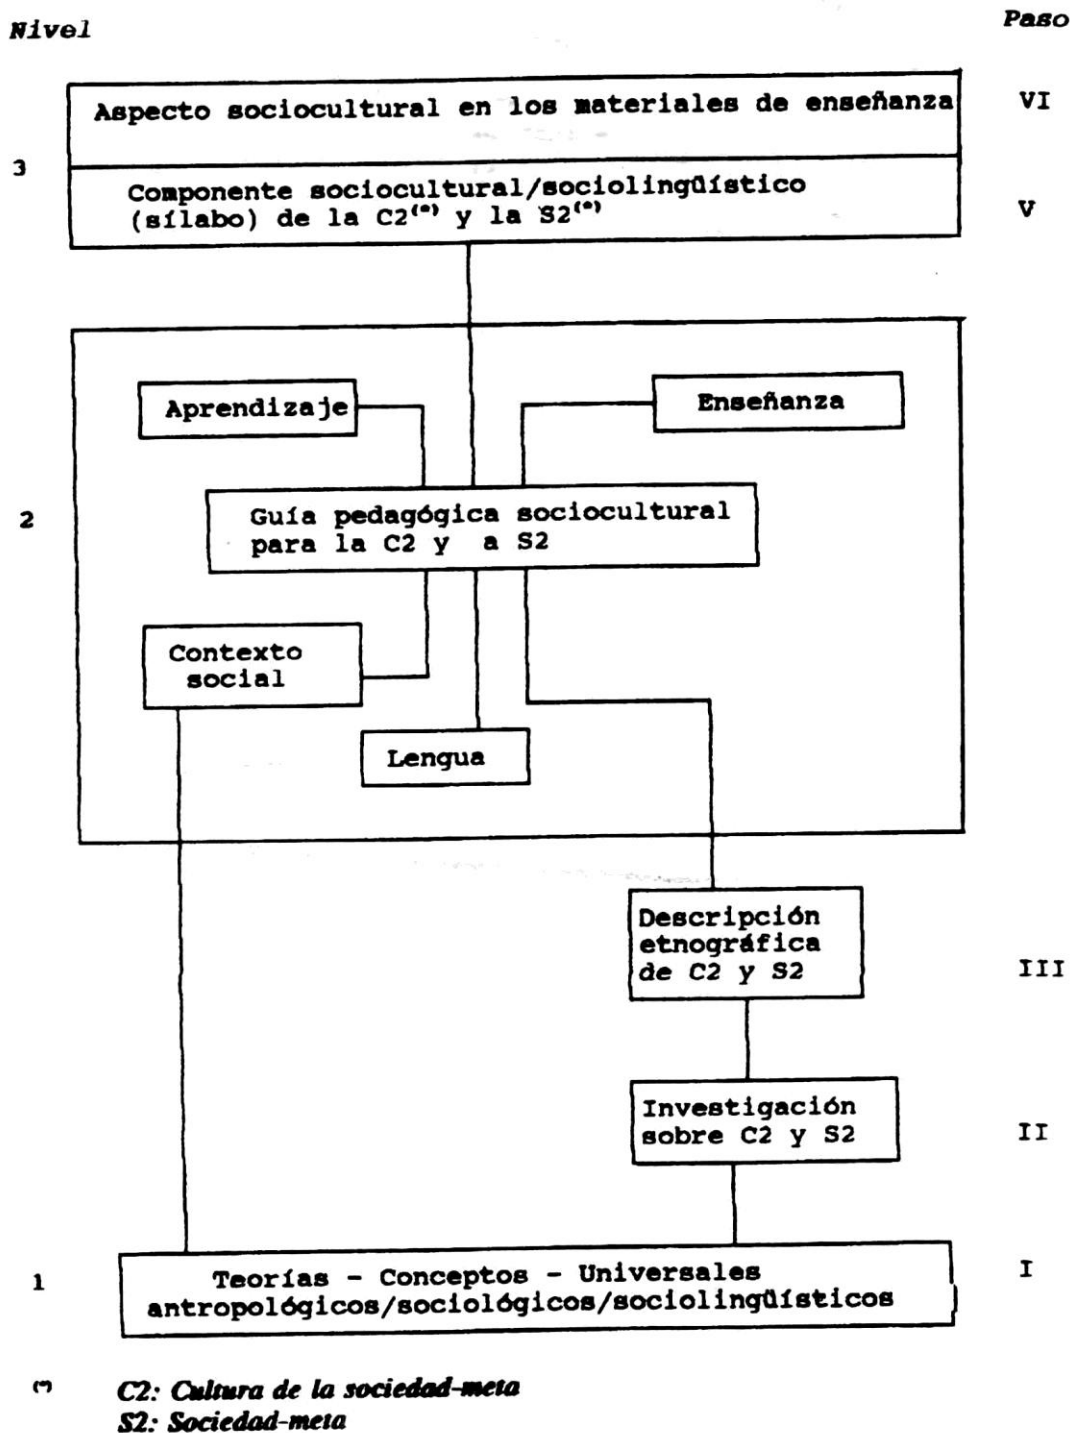 Nivel
Paso
Aspecto sociocultural en los materiales de enseñanza
VI
3
Componente sociocultural/sociolingüístico
(sílabo) de la C2(*) y la S2(*)
V
Aprendizaje
Enseñanza
2
Guía pedagógica sociocultural
para la C2 y a S2
Contexto
social
Lengua
Descripción
etnográfica
de C2 y S2
III
Investigación
sobre C2 y S2
II
1
Teorías - Conceptos - Universales
antropológicos/sociológicos/sociolingüísticos
I
(*) C2: Cultura de la sociedad-meta
S2: Sociedad-meta